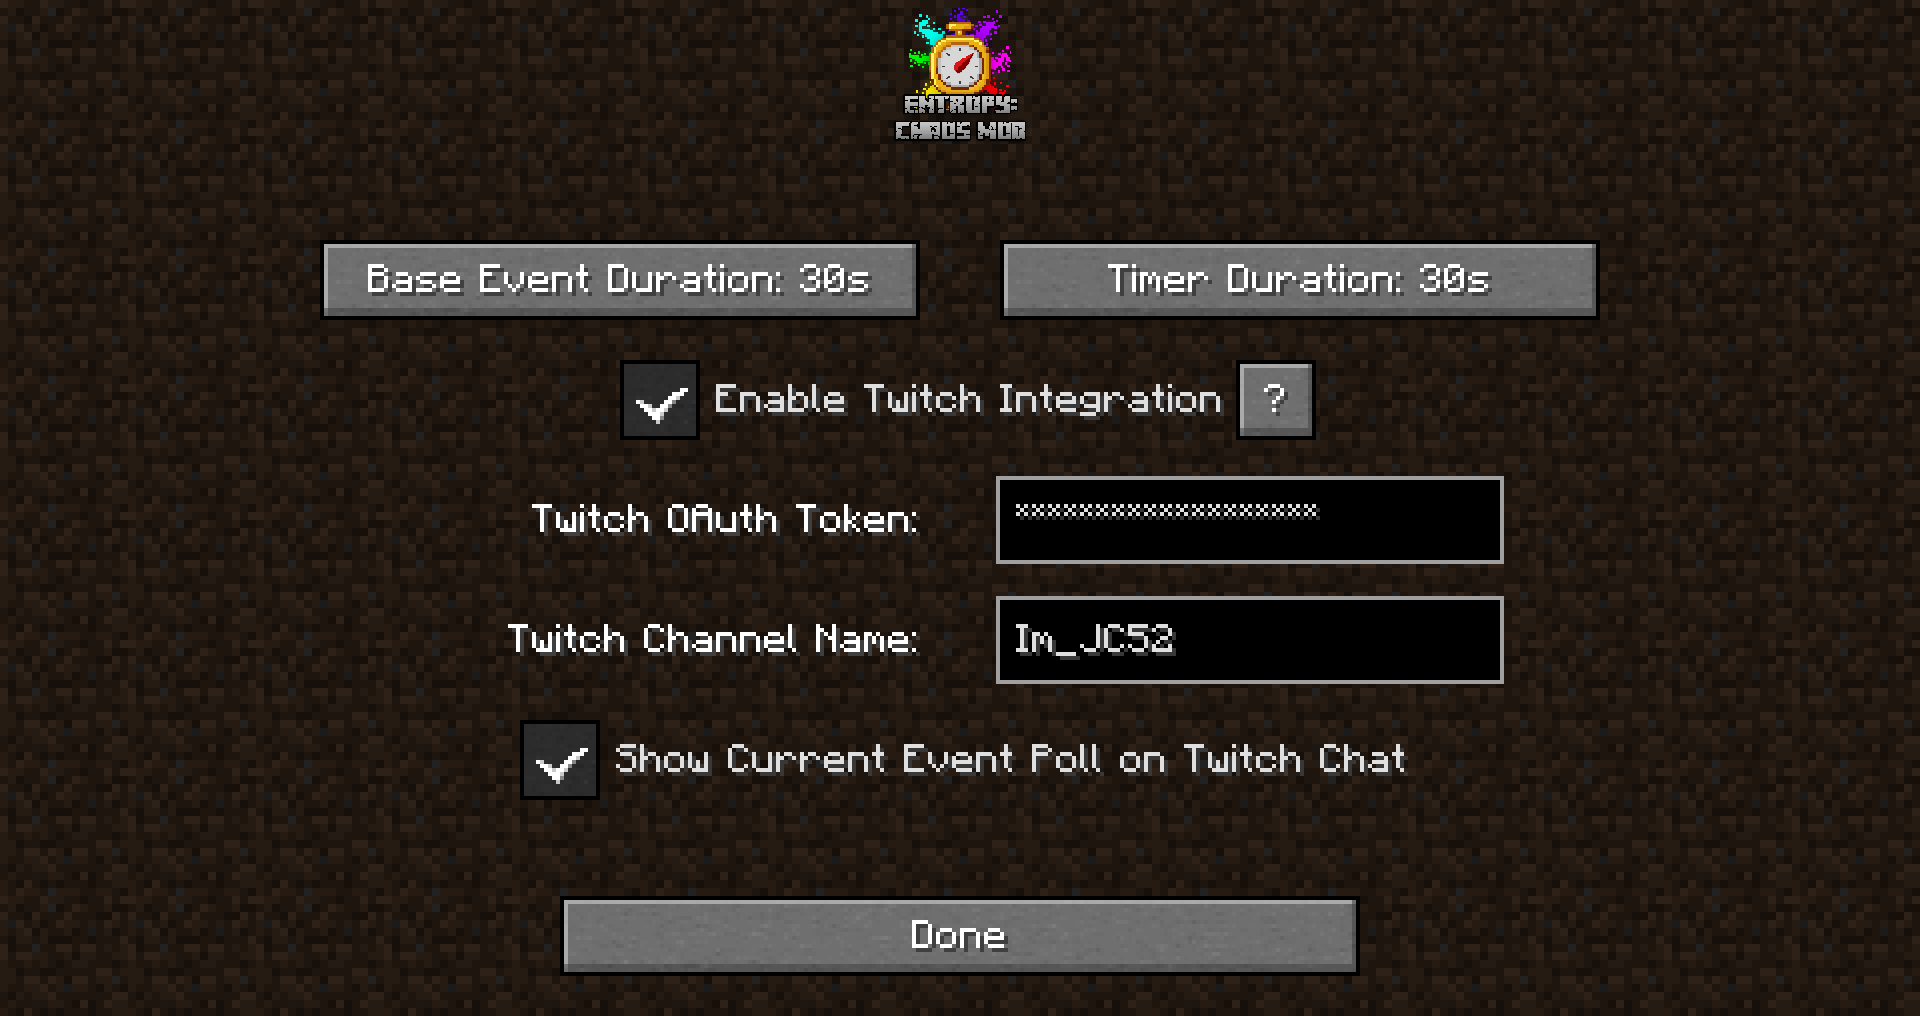 ENTROPY:
CHAOS MOD
Base Event Duration: 30s
Timer Duration: 30s
Enable Twitch Integration ?
Twitch OAuth Token: *******************
Twitch Channel Name: Im_JC52
Show Current Event Poll on Twitch Chat
Done